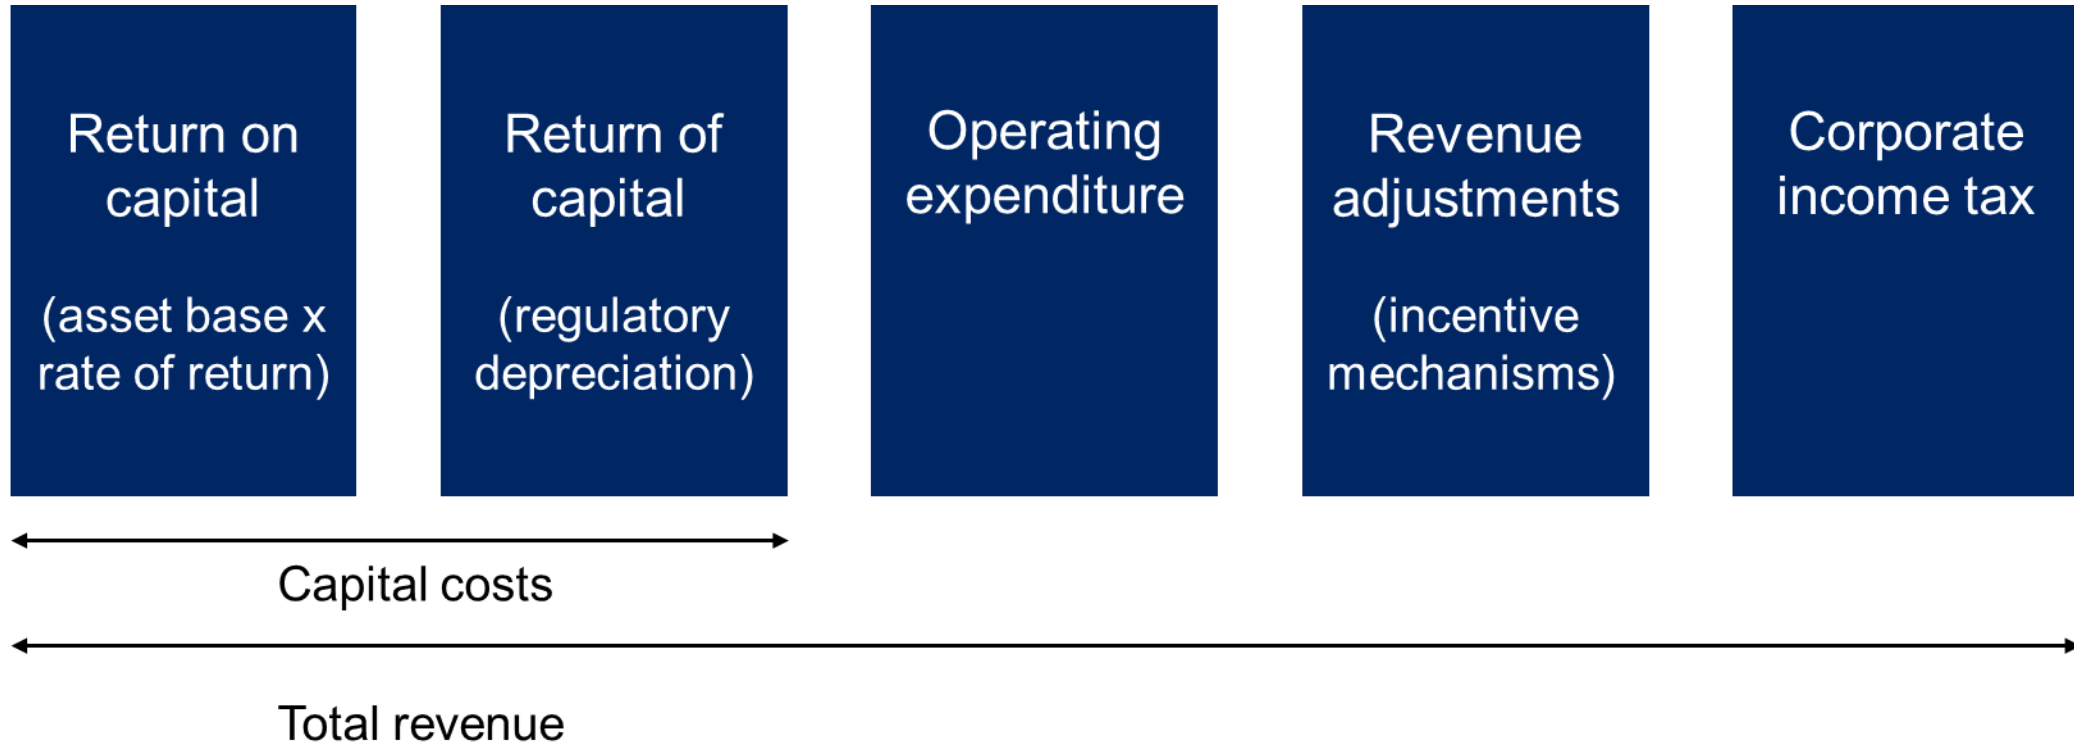 Return on
capital
(asset base x
rate of return)
Return of
capital
(regulatory
depreciation)
Operating
expenditure
Revenue
adjustments
(incentive
mechanisms)
Corporate
income tax
Capital costs
Total revenue